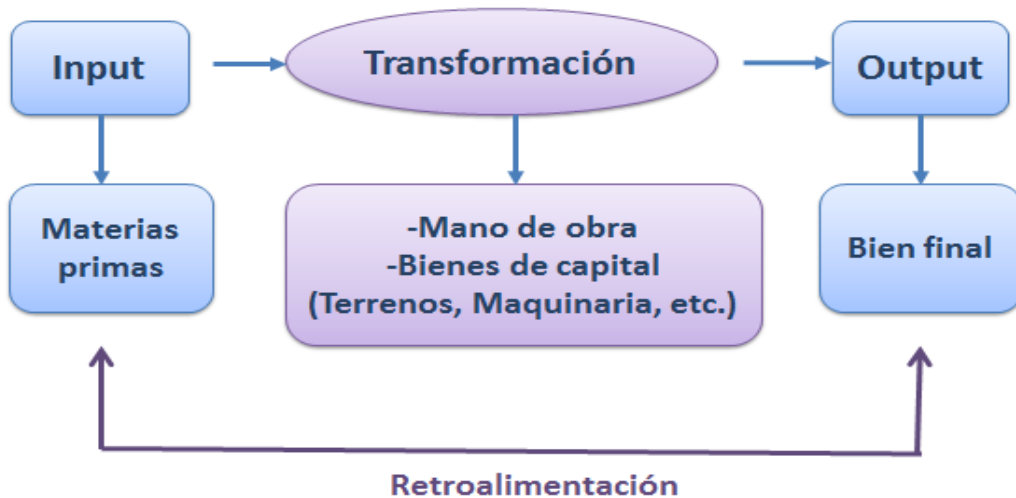 Input
Transformación
Output
Materias
primas
-Mano de obra
-Bienes de capital
(Terrenos, Maquinaria, etc.)
Bien final
Retroalimentación